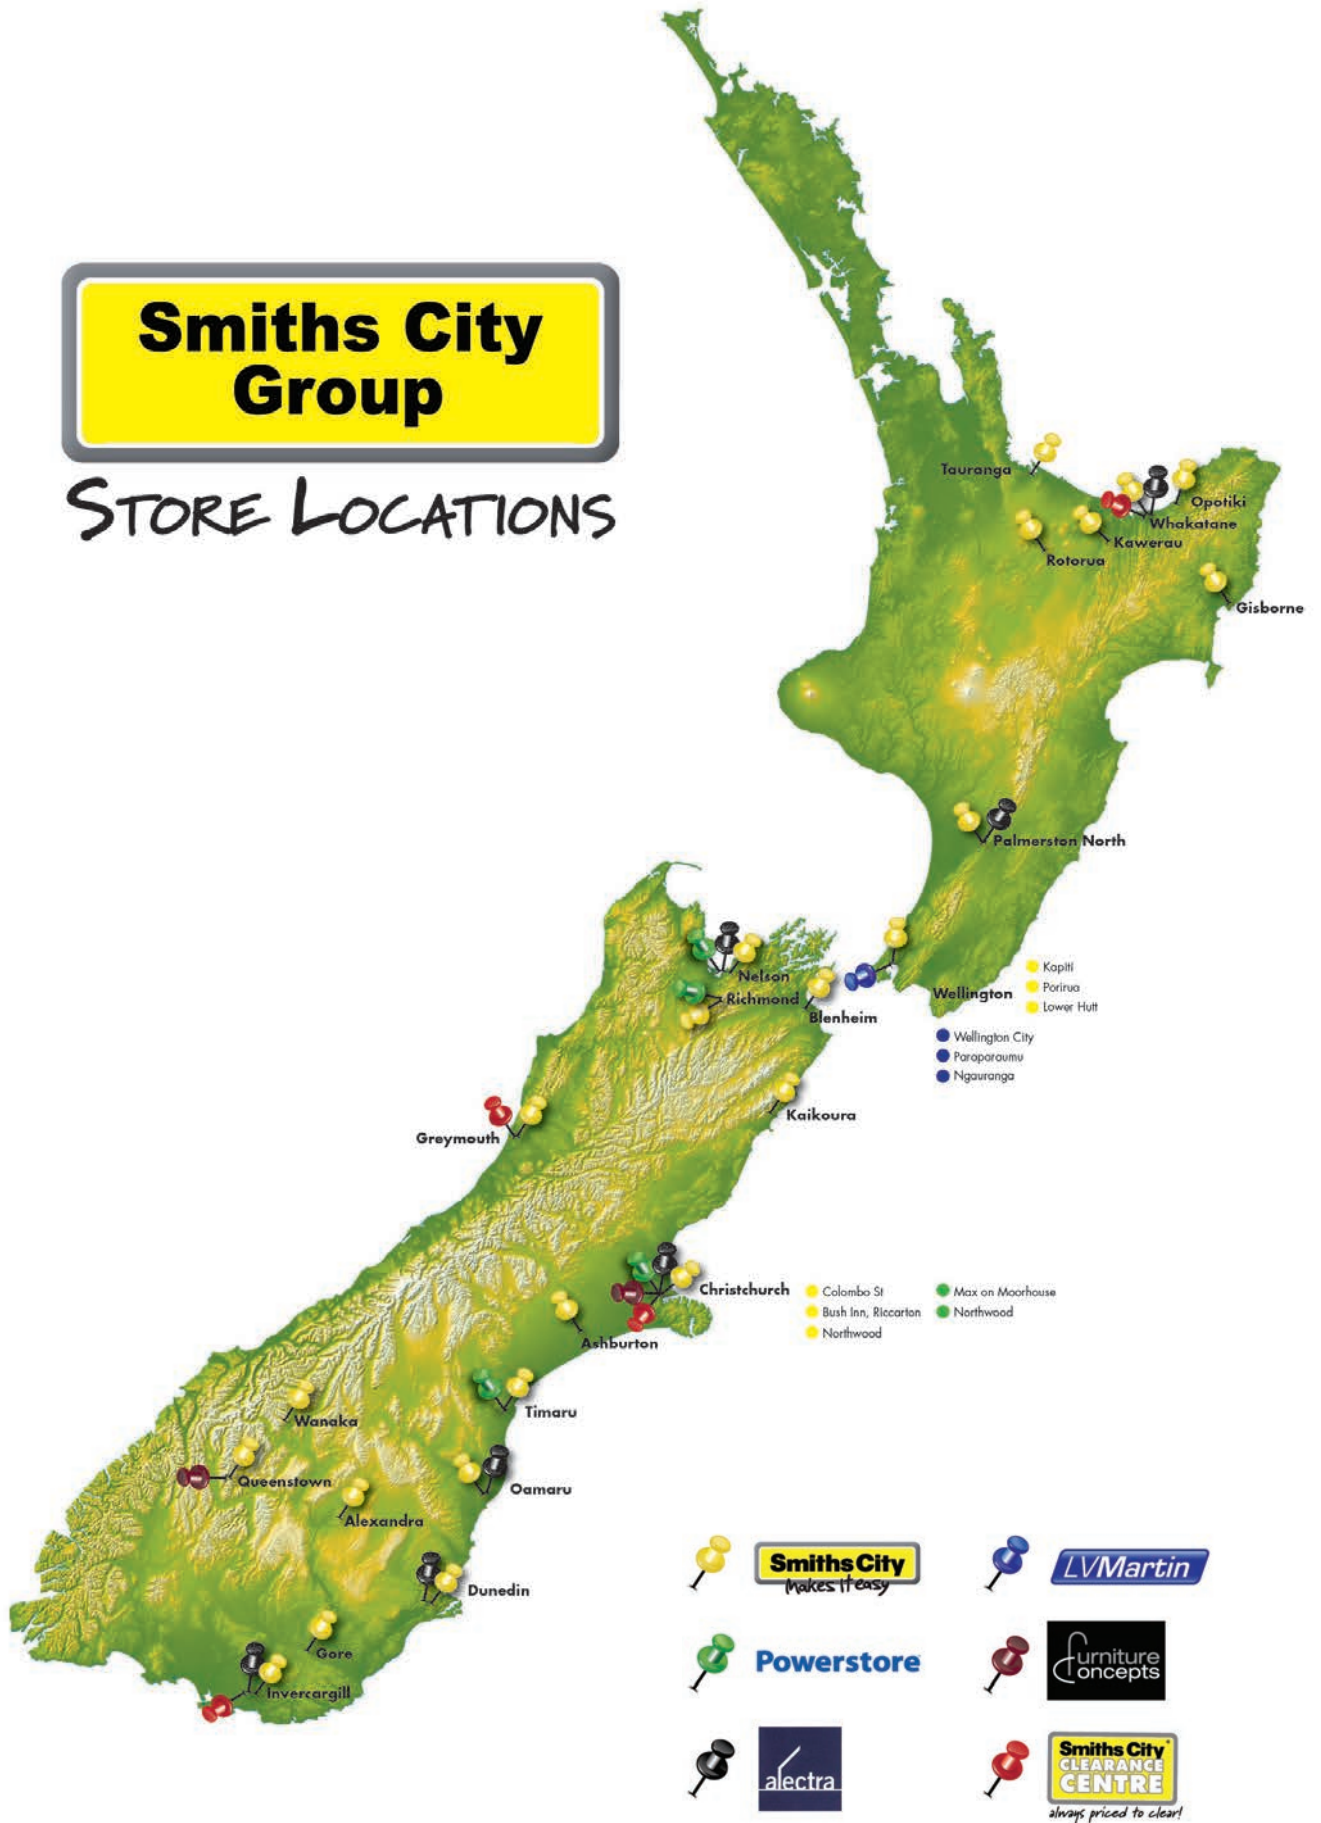 Smiths City
Group
STORE LOCATIONS
Tauranga
Opotiki
Whakatane
Kawerau
Rotorua
Gisborne
Palmerston North
Nelson
Richmond
Blenheim
Wellington
Kapiti
Porirua
Lower Hutt
Wellington City
Paraparaumu
Ngauranga
Kaikoura
Greymouth
Christchurch
Colombo St
Bush Inn, Riccarton
Northwood
Max on Moorhouse
Northwood
Ashburton
Timaru
Wanaka
Queenstown
Oamaru
Alexandra
Dunedin
Gore
Invercargill
Smiths City
Makes it easy
LVMartin
Powerstore
Furniture
Concepts
alectra
Smiths City
CLEARANCE
CENTRE
always priced to clear!